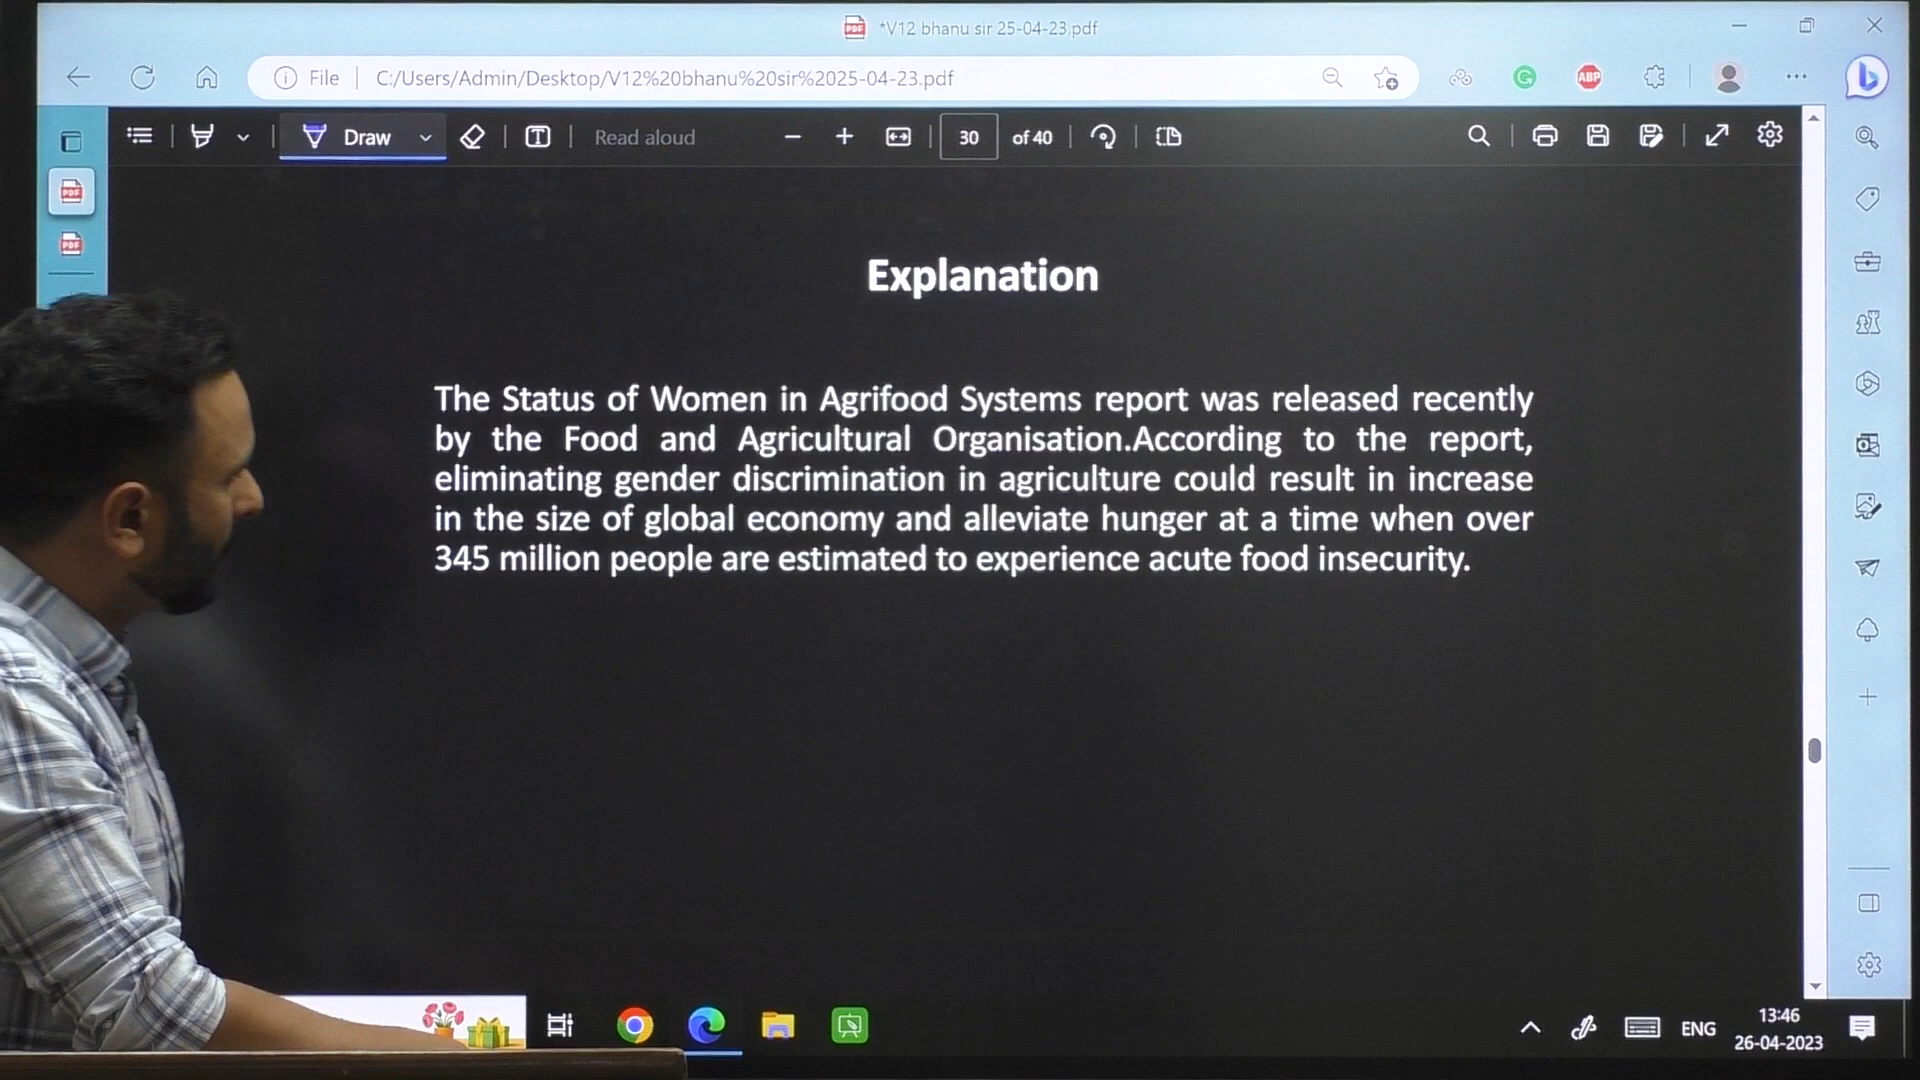 *V12 bhanu sir 25-04-23.pdf
File C:/Users/Admin/Desktop/V12%20bhanu%20sir%2025-04-23.pdf
ABP
Draw Read aloud 30 of 40
PDF
PDF
Explanation
The Status of Women in Agrifood Systems report was released recently
by the Food and Agricultural Organisation.According to the report,
eliminating gender discrimination in agriculture could result in increase
in the size of global economy and alleviate hunger at a time when over
345 million people are estimated to experience acute food insecurity.
ENG
13:46
26-04-2023